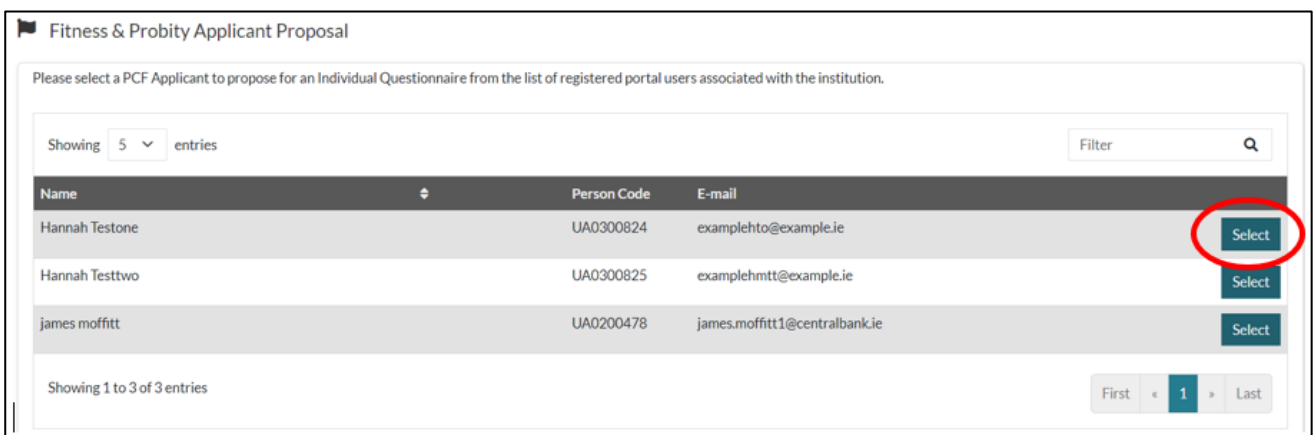 Fitness & Probity Applicant Proposal
Please select a PCF Applicant to propose for an Individual Questionnaire from the list of registered portal users associated with the institution.
Showing 5 entries Filter
Name Person Code E-mail
Hannah Testone UA0300824 examplehto@example.ie Select
Hannah Testtwo UA0300825 examplehmtt@example.ie Select
james moffitt UA0200478 james.moffitt1@centralbank.ie Select
Showing 1 to 3 of 3 entries First « 1 » Last